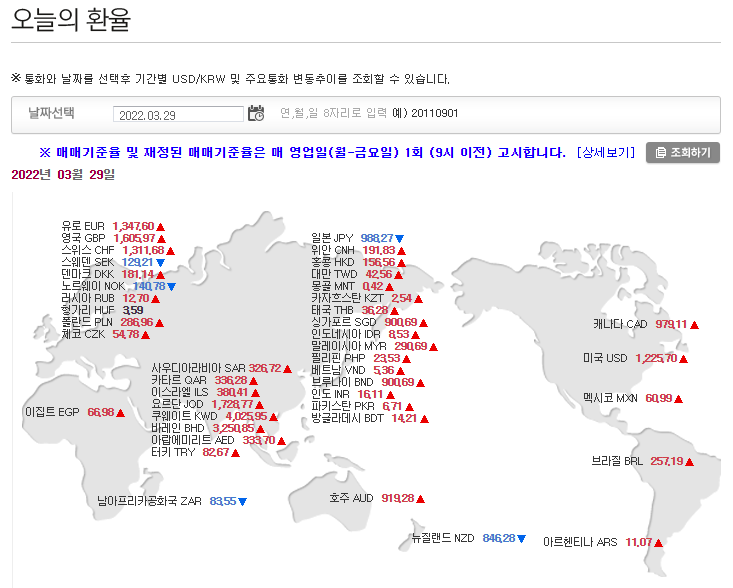 오늘의 환율
※ 통화와 날짜를 선택후 기간별 USD/KRW 및 주요통화 변동추이를 조회할 수 있습니다.
날짜선택 2022.03.29 연,월,일 8자리로 입력 예) 20110901
※ 매매기준율 및 재정된 매매기준율은 매 영업일(월-금요일) 1회 (9시 이전) 고시합니다. [상세보기] 조회하기
2022년 03월 29일
유로 EUR 1,347.60▲
영국 GBP 1,605.97▲
스위스 CHF 1,311.68▲
스웨덴 SEK 129.21▼
덴마크 DKK 181.14▲
노르웨이 NOK 140.78▼
러시아 RUB 12.70▲
헝가리 HUF 3.59
폴란드 PLN 286.96▲
체코 CZK 54.78▲
일본 JPY 988.27▼
위안 CNH 191.83▲
홍콩 HKD 156.56▲
대만 TWD 42.56▲
몽골 MNT 0.42▲
카자흐스탄 KZT 2.54▲
태국 THB 36.28▲
싱가포르 SGD 900.69▲
인도네시아 IDR 8.53▲
말레이시아 MYR 290.69▲
필리핀 PHP 23.53▲
베트남 VND 5.36▲
브루나이 BND 900.69▲
인도 INR 16.11▲
파키스탄 PKR 6.71▲
방글라데시 BDT 14.21▲
캐나다 CAD 979.11▲
미국 USD 1,225.70▲
멕시코 MXN 60.99▲
사우디아라비아 SAR 326.72▲
카타르 QAR 336.28▲
이스라엘 ILS 380.41▲
요르단 JOD 1,728.77▲
쿠웨이트 KWD 4,025.95▲
바레인 BHD 3,250.85▲
아랍에미리트 AED 333.70▲
터키 TRY 82.67▲
이집트 EGP 66.98▲
브라질 BRL 257.19▲
남아프리카공화국 ZAR 83.55▼
호주 AUD 919.28▲
뉴질랜드 NZD 846.28▼
아르헨티나 ARS 11.07▲